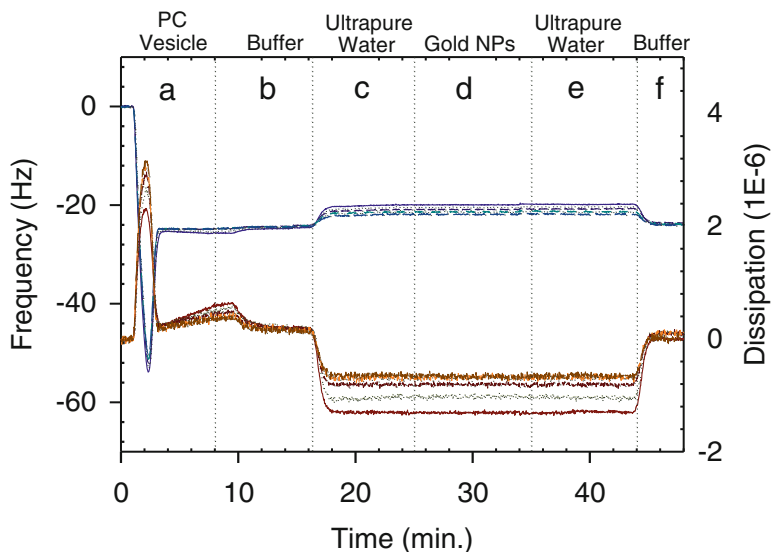 PC
Vesicle
Buffer
Ultrapure
Water
Gold NPs
Ultrapure
Water
Buffer
a b c d e f
0
-20
-40
-60
Frequency (Hz)
4
2
0
-2
Dissipation (1E-6)
0 10 20 30 40
Time (min.)